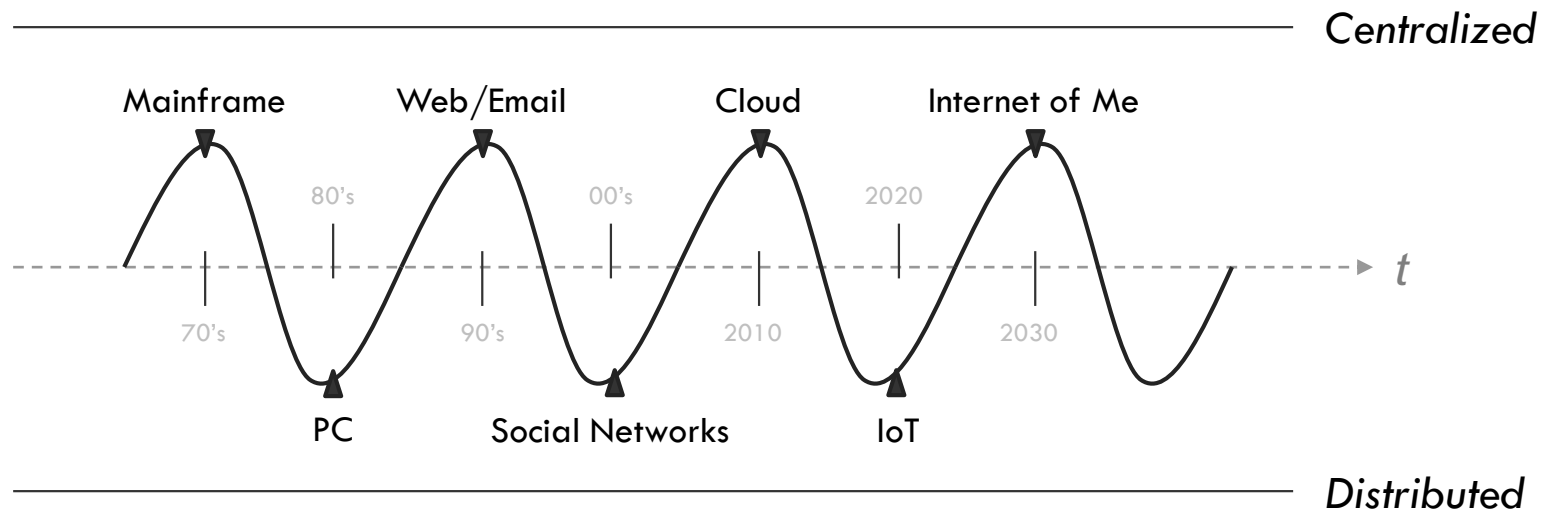 Centralized
Mainframe Web/Email Cloud Internet of Me
80's 00's 2020
t
70's 90's 2010 2030
PC Social Networks IoT
Distributed